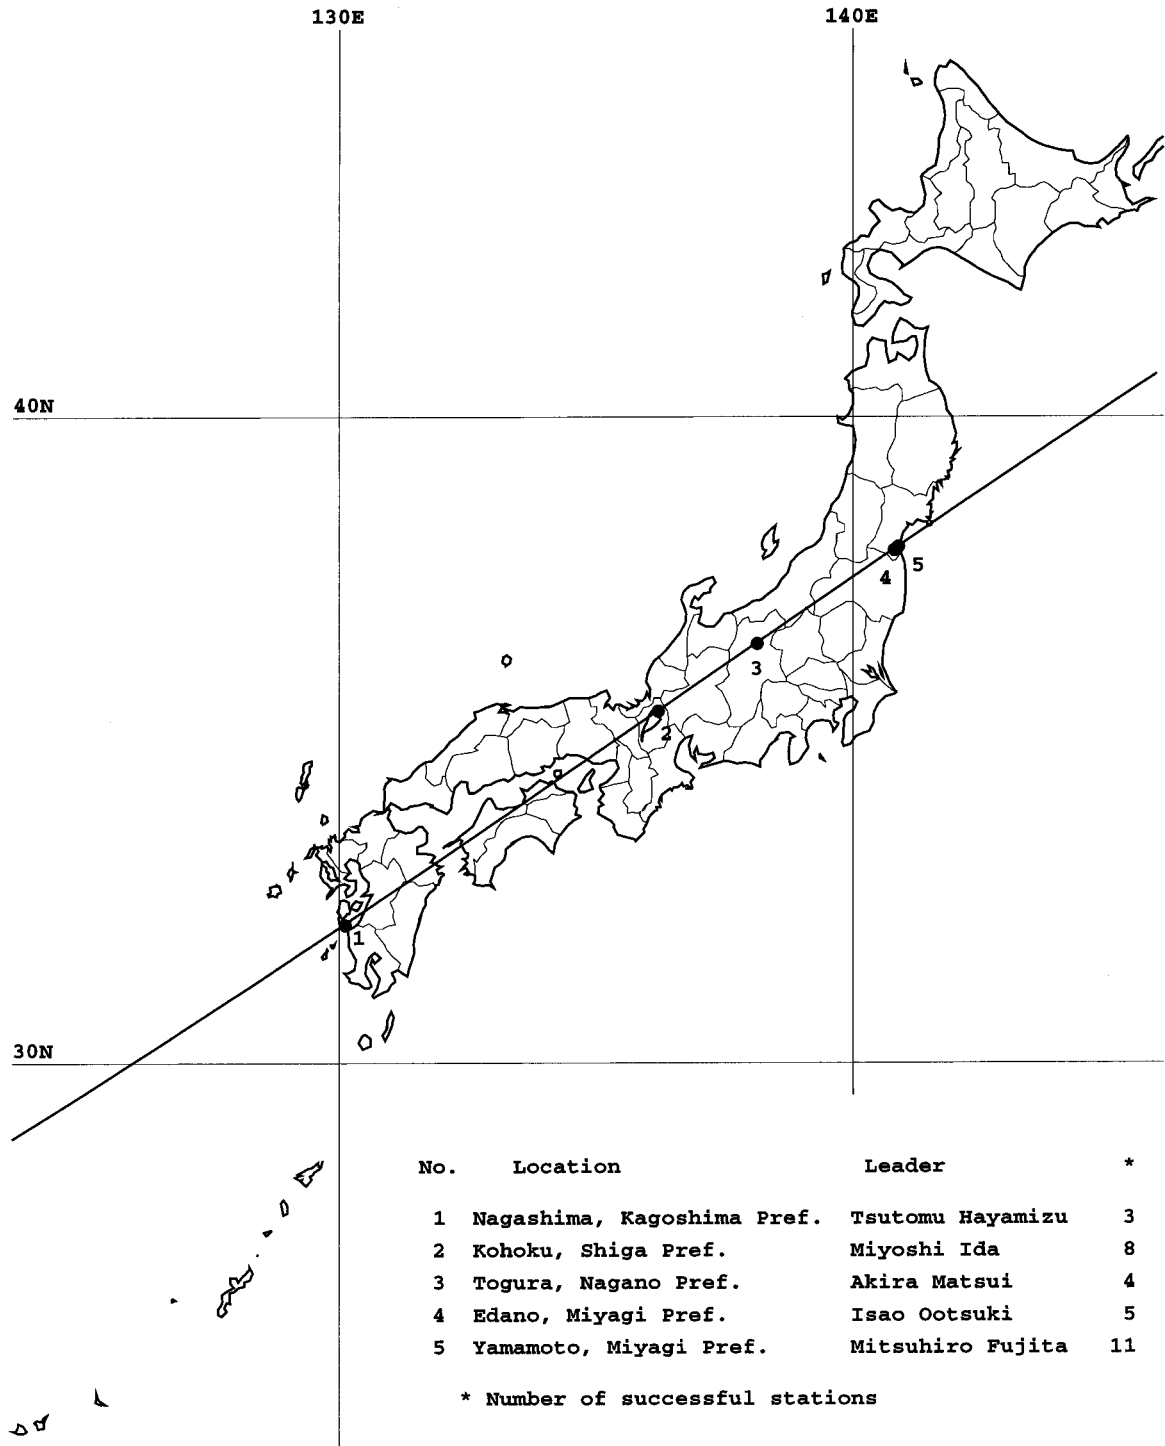 130E 140E
40N
5
4
3
2
1
30N
No. Location Leader *
1 Nagashima, Kagoshima Pref. Tsutomu Hayamizu 3
2 Kohoku, Shiga Pref. Miyoshi Ida 8
3 Togura, Nagano Pref. Akira Matsui 4
4 Edano, Miyagi Pref. Isao Ootsuki 5
5 Yamamoto, Miyagi Pref. Mitsuhiro Fujita 11
* Number of successful stations